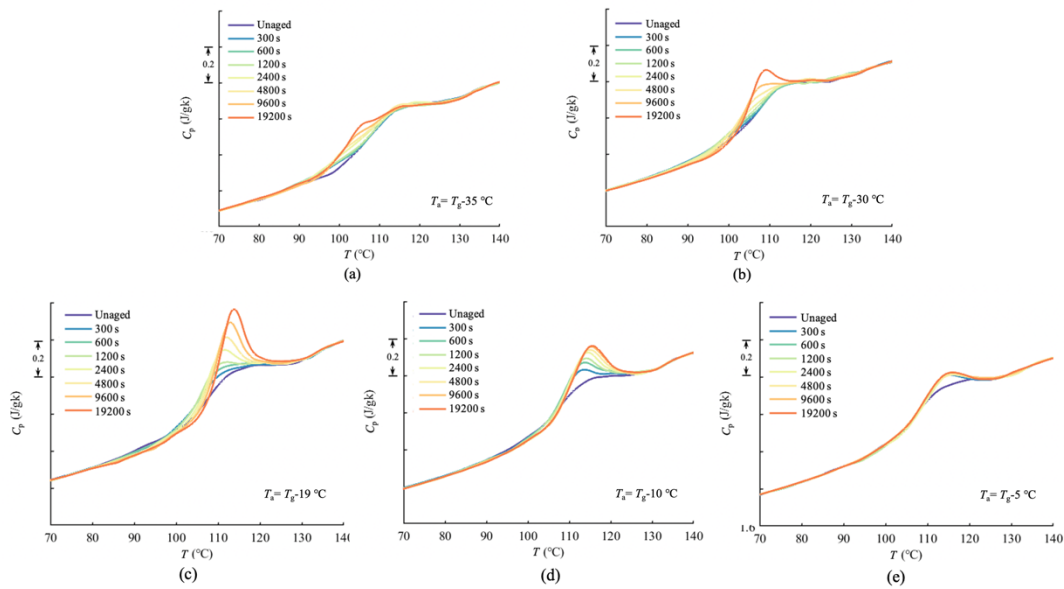 Unaged
300 s
600 s
1200 s
2400 s
4800 s
9600 s
19200 s
0.2
Cp (J/gk)
Ta= Tg-35 °C
70 80 90 100 110 120 130 140
T (°C)
(a)
Unaged
300 s
600 s
1200 s
2400 s
4800 s
9600 s
19200 s
0.2
Cp (J/gk)
Ta= Tg-30 °C
70 80 90 100 110 120 130 140
T (°C)
(b)
Unaged
300 s
600 s
1200 s
2400 s
4800 s
9600 s
19200 s
0.2
Cp (J/gk)
Ta= Tg-19 °C
70 80 90 100 110 120 130 140
T (°C)
(c)
Unaged
300 s
600 s
1200 s
2400 s
4800 s
9600 s
19200 s
0.2
Cp (J/gk)
Ta= Tg-10 °C
70 80 90 100 110 120 130 140
T (°C)
(d)
Unaged
300 s
600 s
1200 s
2400 s
4800 s
9600 s
19200 s
0.2
Cp (J/gk)
Ta= Tg-5 °C
1.6
70 80 90 100 110 120 130 140
T (°C)
(e)